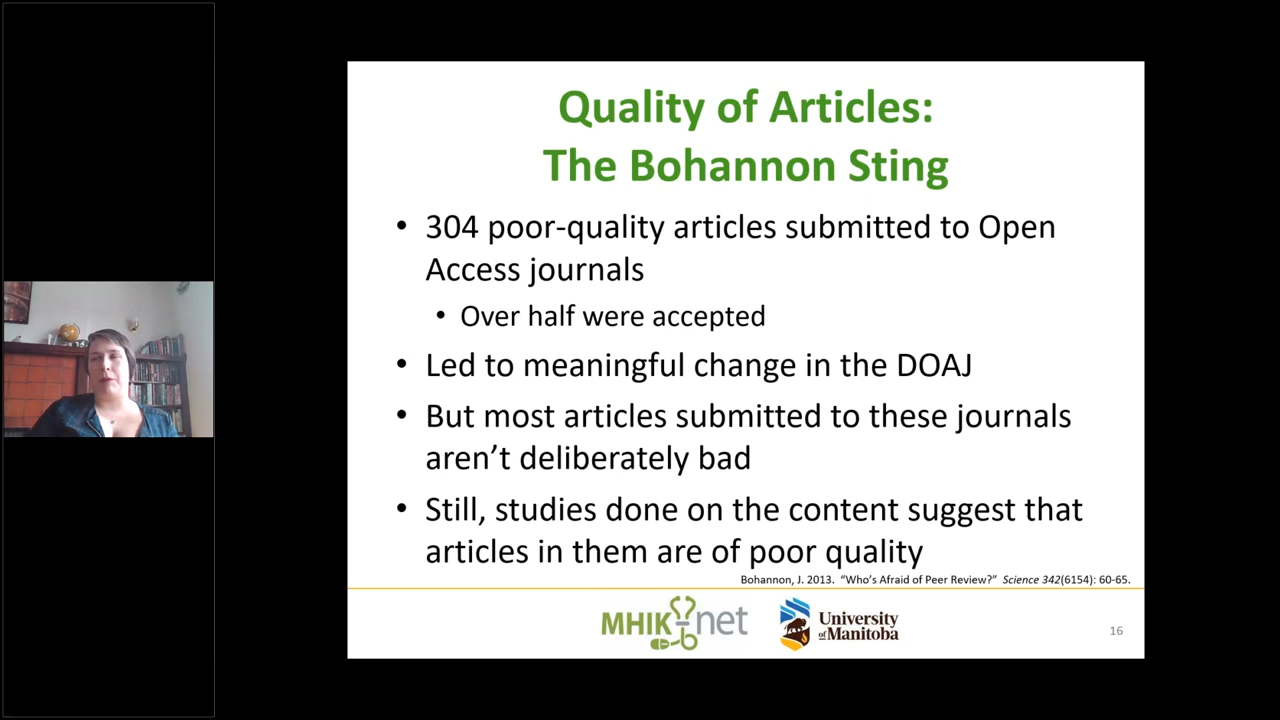 Quality of Articles:
The Bohannon Sting
• 304 poor-quality articles submitted to Open
Access journals
• Over half were accepted
• Led to meaningful change in the DOAJ
• But most articles submitted to these journals
aren’t deliberately bad
• Still, studies done on the content suggest that
articles in them are of poor quality
Bohannon, J. 2013. “Who’s Afraid of Peer Review?” Science 342(6154): 60-65.
MHIKnet
University
of Manitoba
16